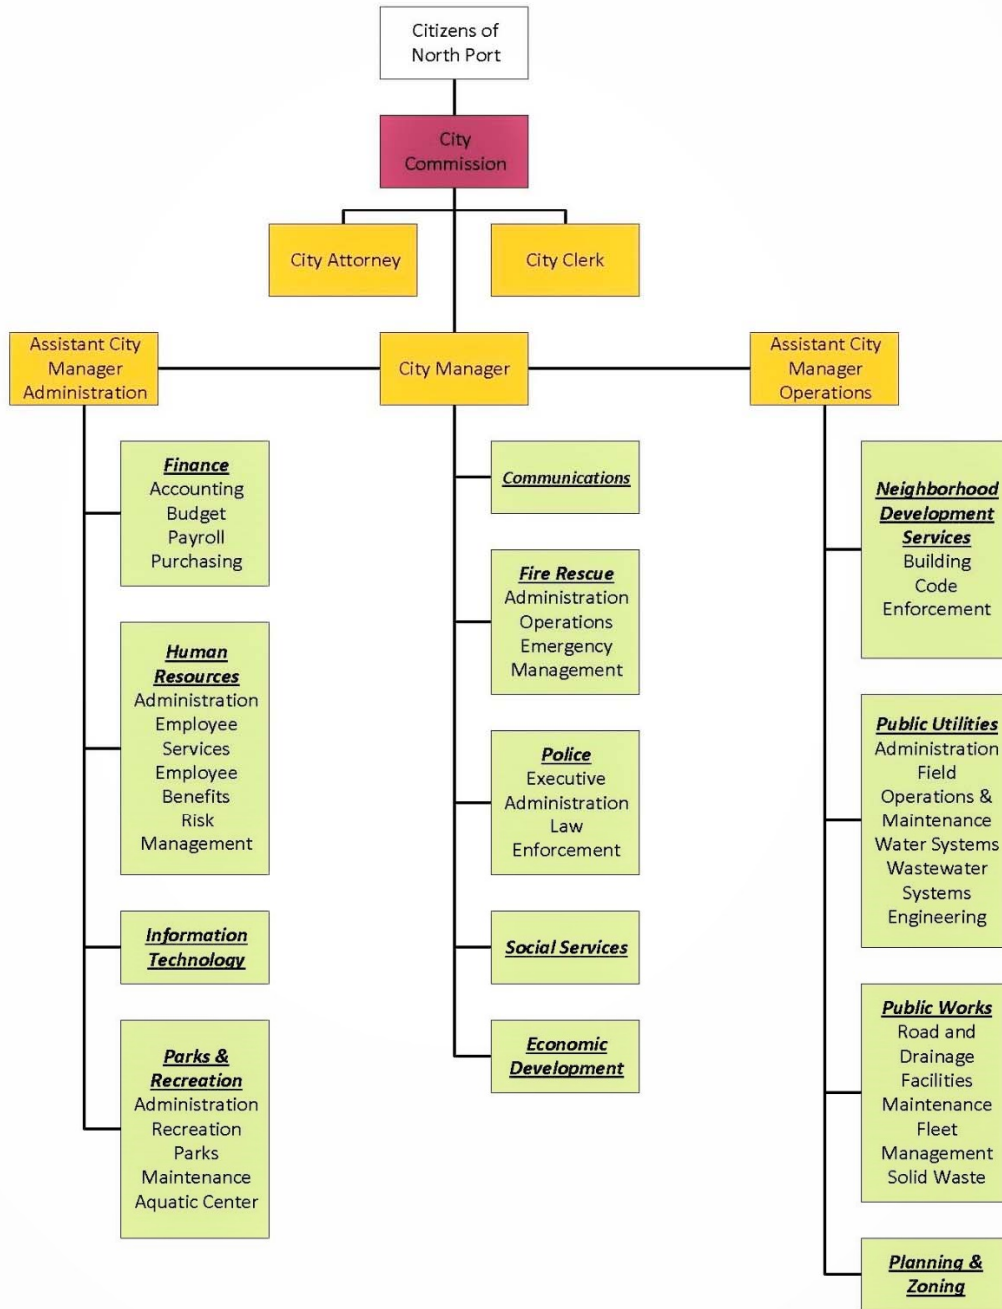 Citizens of
North Port
City
Commission
City Attorney
City Clerk
Assistant City
Manager
Administration
City Manager
Assistant City
Manager
Operations
Finance
Accounting
Budget
Payroll
Purchasing
Human
Resources
Administration
Employee
Services
Employee
Benefits
Risk
Management
Information
Technology
Parks &
Recreation
Administration
Recreation
Parks
Maintenance
Aquatic Center
Communications
Fire Rescue
Administration
Operations
Emergency
Management
Police
Executive
Administration
Law
Enforcement
Social Services
Economic
Development
Neighborhood
Development
Services
Building
Code
Enforcement
Public Utilities
Administration
Field
Operations &
Maintenance
Water Systems
Wastewater
Systems
Engineering
Public Works
Road and
Drainage
Facilities
Maintenance
Fleet
Management
Solid Waste
Planning &
Zoning